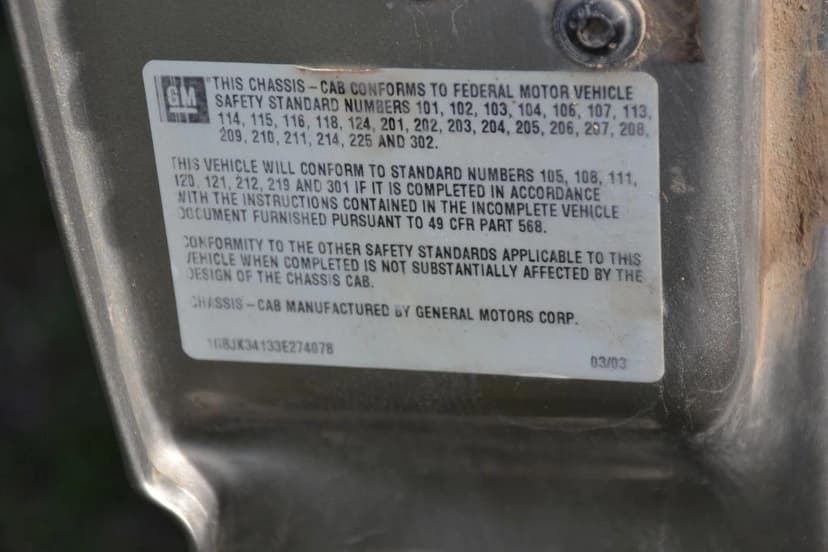 GM
"THIS CHASSIS-CAB CONFORMS TO FEDERAL MOTOR VEHICLE
SAFETY STANDARD NUMBERS 101, 102, 103, 104, 106, 107, 113,
114, 115, 116, 118, 124, 201, 202, 203, 204, 205, 206, 207, 208,
209, 210, 211, 214, 225 AND 302.
THIS VEHICLE WILL CONFORM TO STANDARD NUMBERS 105, 108, 111,
120, 121, 212, 219 AND 301 IF IT IS COMPLETED IN ACCORDANCE
WITH THE INSTRUCTIONS CONTAINED IN THE INCOMPLETE VEHICLE
DOCUMENT FURNISHED PURSUANT TO 49 CFR PART 568.
CONFORMITY TO THE OTHER SAFETY STANDARDS APPLICABLE TO THIS
VEHICLE WHEN COMPLETED IS NOT SUBSTANTIALLY AFFECTED BY THE
DESIGN OF THE CHASSIS CAB.
CHASSIS-CAB MANUFACTURED BY GENERAL MOTORS CORP.
03/03